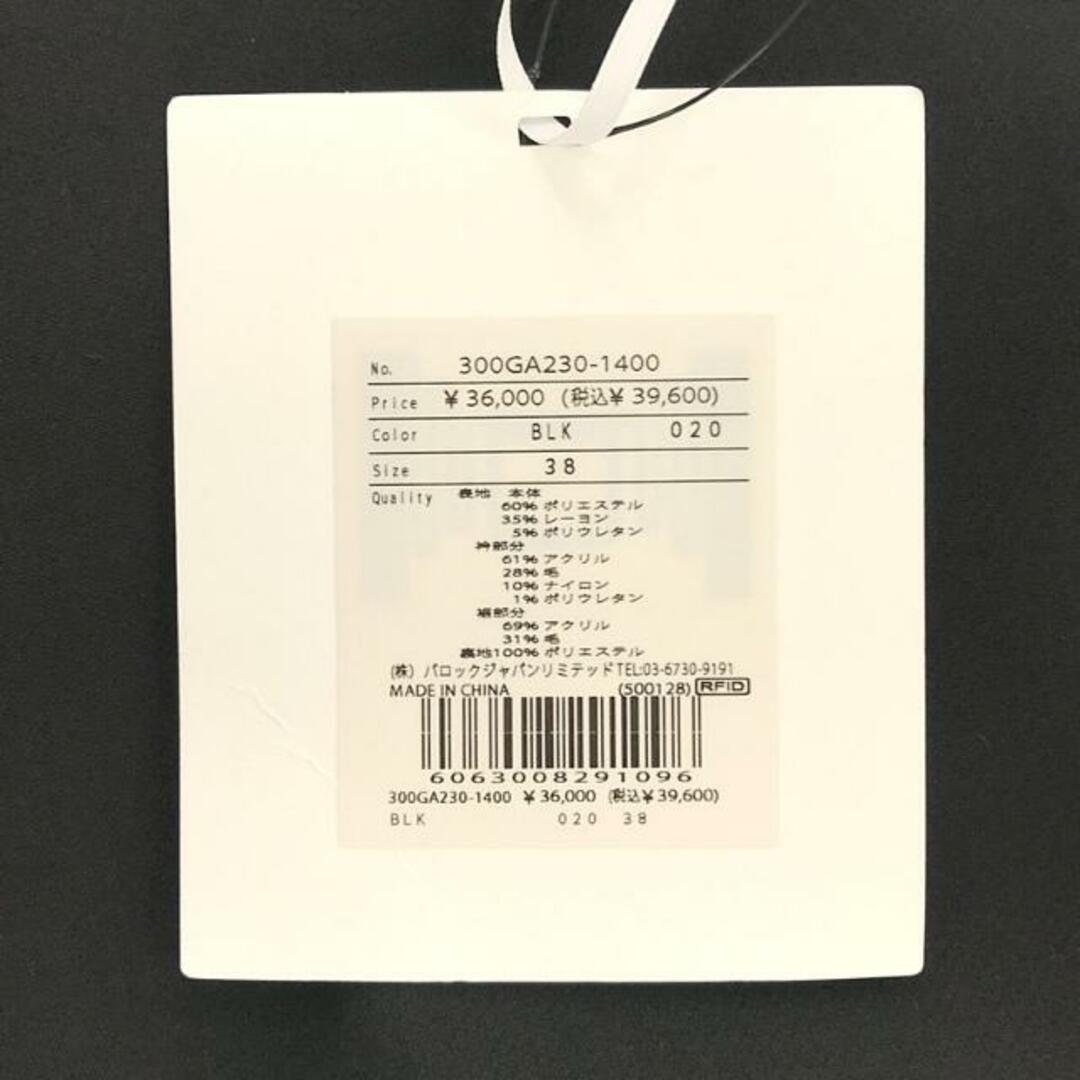 No. 300GA230-1400
Price ¥36,000 (税込¥39,600)
Color BLK 020
Size 38
Quality 表地 本体
60% ポリエステル
35% レーヨン
5% ポリウレタン
衿部分
61% アクリル
28% 毛
10% ナイロン
1% ポリウレタン
裾部分
69% アクリル
31% 毛
裏地100% ポリエステル
(株) バロックジャパンリミテッドTEL:03-6730-9191
MADE IN CHINA (500128) RFID
6063008291096
300GA230-1400 ¥36,000 (税込¥39,600)
BLK 020 38